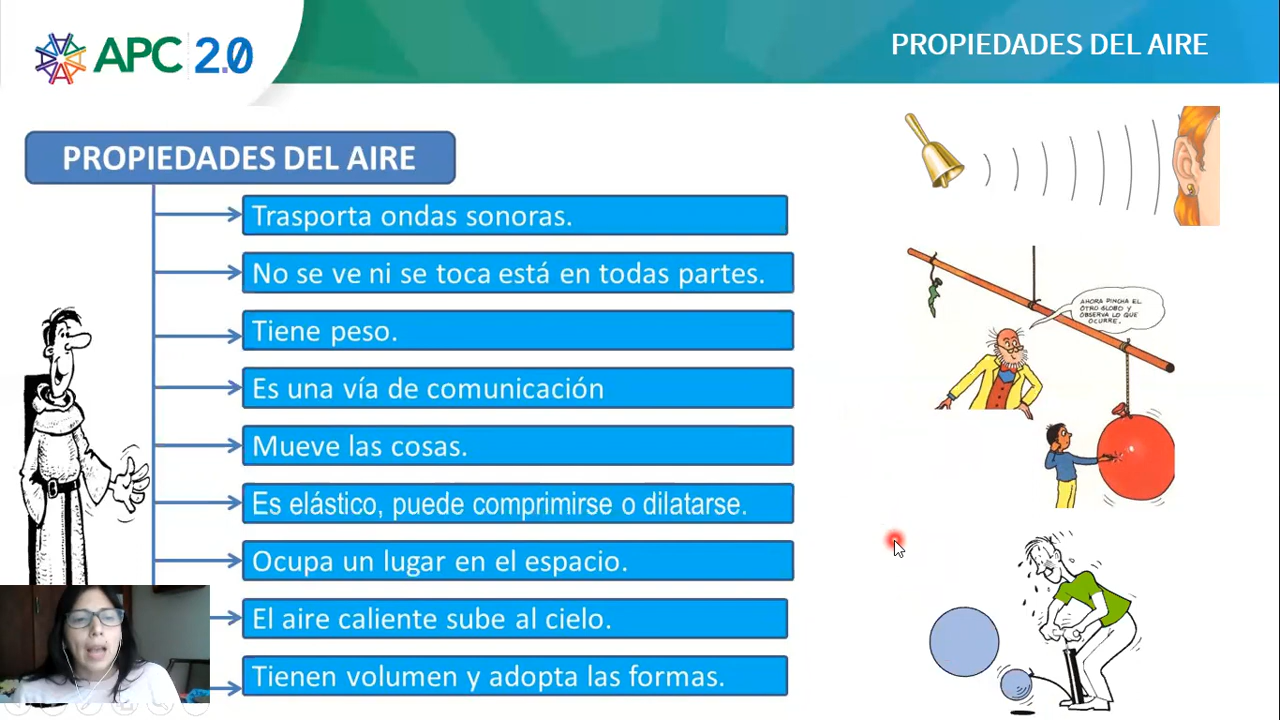 APC 2.0
PROPIEDADES DEL AIRE
PROPIEDADES DEL AIRE
Trasporta ondas sonoras.
No se ve ni se toca está en todas partes.
Tiene peso.
Es una vía de comunicación
Mueve las cosas.
Es elástico, puede comprimirse o dilatarse.
Ocupa un lugar en el espacio.
El aire caliente sube al cielo.
Tienen volumen y adopta las formas.
AHORA PINCHA EL
OTRO GLOBO Y
OBSERVA LO QUE
OCURRE.